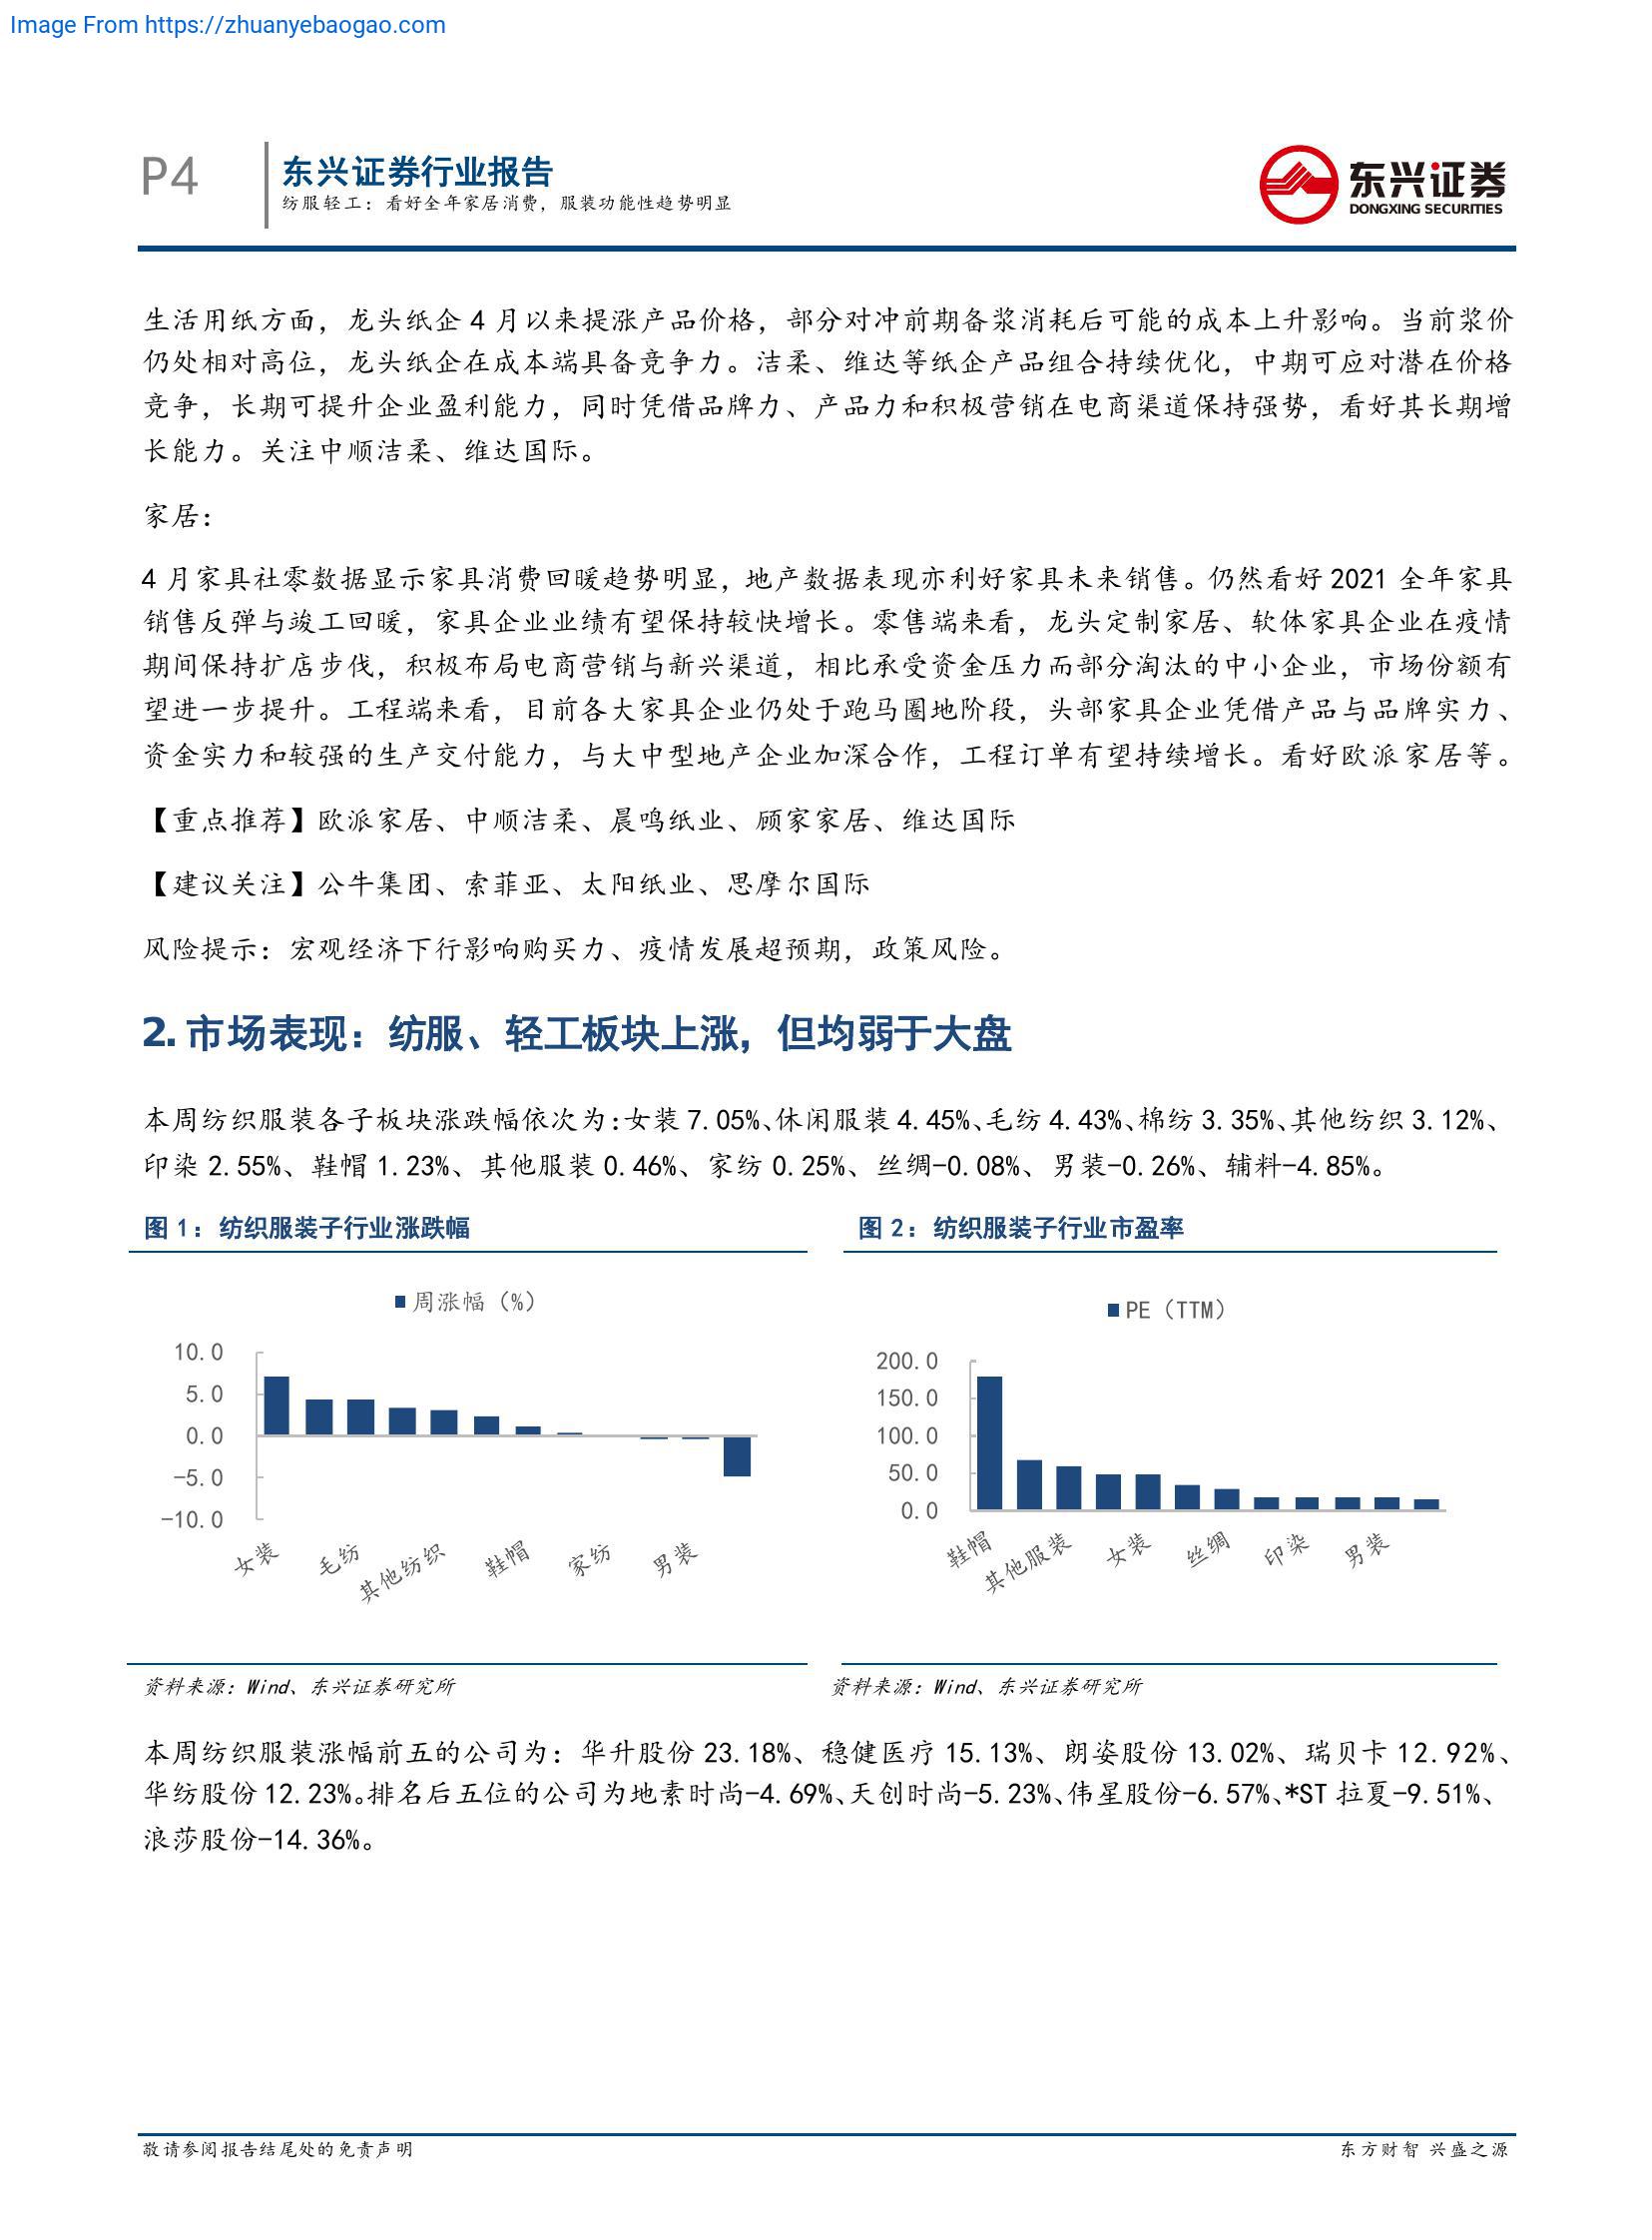 Image From https://zhuanyebaogao.com
P4
东兴证券行业报告
纺服轻工：看好全年家居消费，服装功能性趋势明显
东兴证券
DONGXING SECURITIES
生活用纸方面，龙头纸企 4 月以来提涨产品价格，部分对冲前期备浆消耗后可能的成本上升影响。当前浆价
仍处相对高位，龙头纸企在成本端具备竞争力。洁柔、维达等纸企产品组合持续优化，中期可应对潜在价格
竞争，长期可提升企业盈利能力，同时凭借品牌力、产品力和积极营销在电商渠道保持强势，看好其长期增
长能力。关注中顺洁柔、维达国际。
家居：
4 月家具社零数据显示家具消费回暖趋势明显，地产数据表现亦利好家具未来销售。仍然看好 2021 全年家具
销售反弹与竣工回暖，家具企业业绩有望保持较快增长。零售端来看，龙头定制家居、软体家具企业在疫情
期间保持扩店步伐，积极布局电商营销与新兴渠道，相比承受资金压力而部分淘汰的中小企业，市场份额有
望进一步提升。工程端来看，目前各大家具企业仍处于跑马圈地阶段，头部家具企业凭借产品与品牌实力、
资金实力和较强的生产交付能力，与大中型地产企业加深合作，工程订单有望持续增长。看好欧派家居等。
【重点推荐】欧派家居、中顺洁柔、晨鸣纸业、顾家家居、维达国际
【建议关注】公牛集团、索菲亚、太阳纸业、思摩尔国际
风险提示：宏观经济下行影响购买力、疫情发展超预期，政策风险。
2. 市场表现：纺服、轻工板块上涨，但均弱于大盘
本周纺织服装各子板块涨跌幅依次为：女装 7.05%、休闲服装 4.45%、毛纺 4.43%、棉纺 3.35%、其他纺织 3.12%、
印染 2.55%、鞋帽 1.23%、其他服装 0.46%、家纺 0.25%、丝绸-0.08%、男装-0.26%、辅料-4.85%。
图 1：纺织服装子行业涨跌幅
周涨幅（%）
10.0
5.0
0.0
-5.0
-10.0
女装 毛纺 其他纺织 鞋帽 家纺 男装
资料来源：Wind、东兴证券研究所
图 2：纺织服装子行业市盈率
PE（TTM）
200.0
150.0
100.0
50.0
0.0
鞋帽 其他服装 女装 丝绸 印染 男装
资料来源：Wind、东兴证券研究所
本周纺织服装涨幅前五的公司为：华升股份 23.18%、稳健医疗 15.13%、朗姿股份 13.02%、瑞贝卡 12.92%、
华纺股份 12.23%。排名后五位的公司为地素时尚-4.69%、天创时尚-5.23%、伟星股份-6.57%、*ST 拉夏-9.51%、
浪莎股份-14.36%。
敬请参阅报告结尾处的免责声明
东方财智 兴盛之源